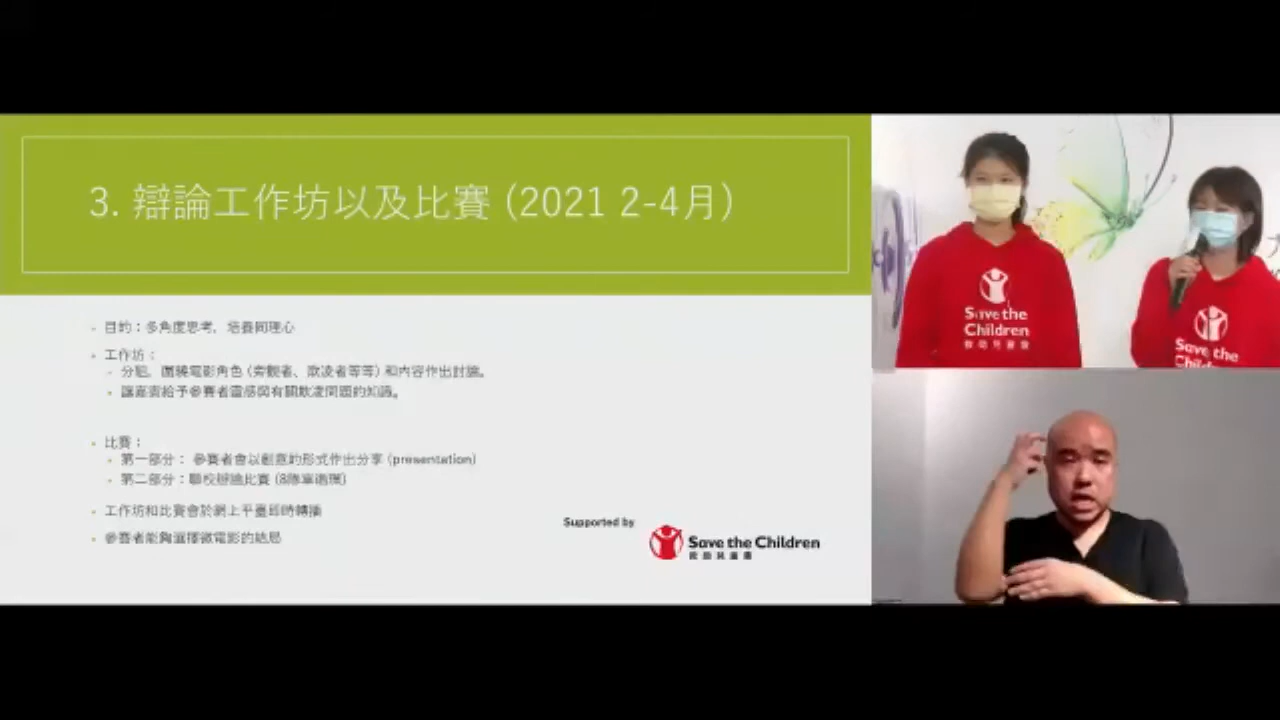 3. 辯論工作坊以及比賽 (2021 2-4月)
目的：多角度思考，培養同理心
工作坊：
分組，圍繞電影角色 (旁觀者、欺凌者等等) 和內容作出討論。
讓嘉賓給予參賽者靈感與有關欺凌問題的知識。
比賽：
第一部分： 參賽者會以創意的形式作出分享 (presentation)
第二部分：聯校辯論比賽 (8隊單循環)
工作坊和比賽會於網上平臺即時轉播
參賽者能夠選擇微電影的結局
Supported by
Save the Children
救助兒童會
Save the
Children
救助兒童會
Save the
Children